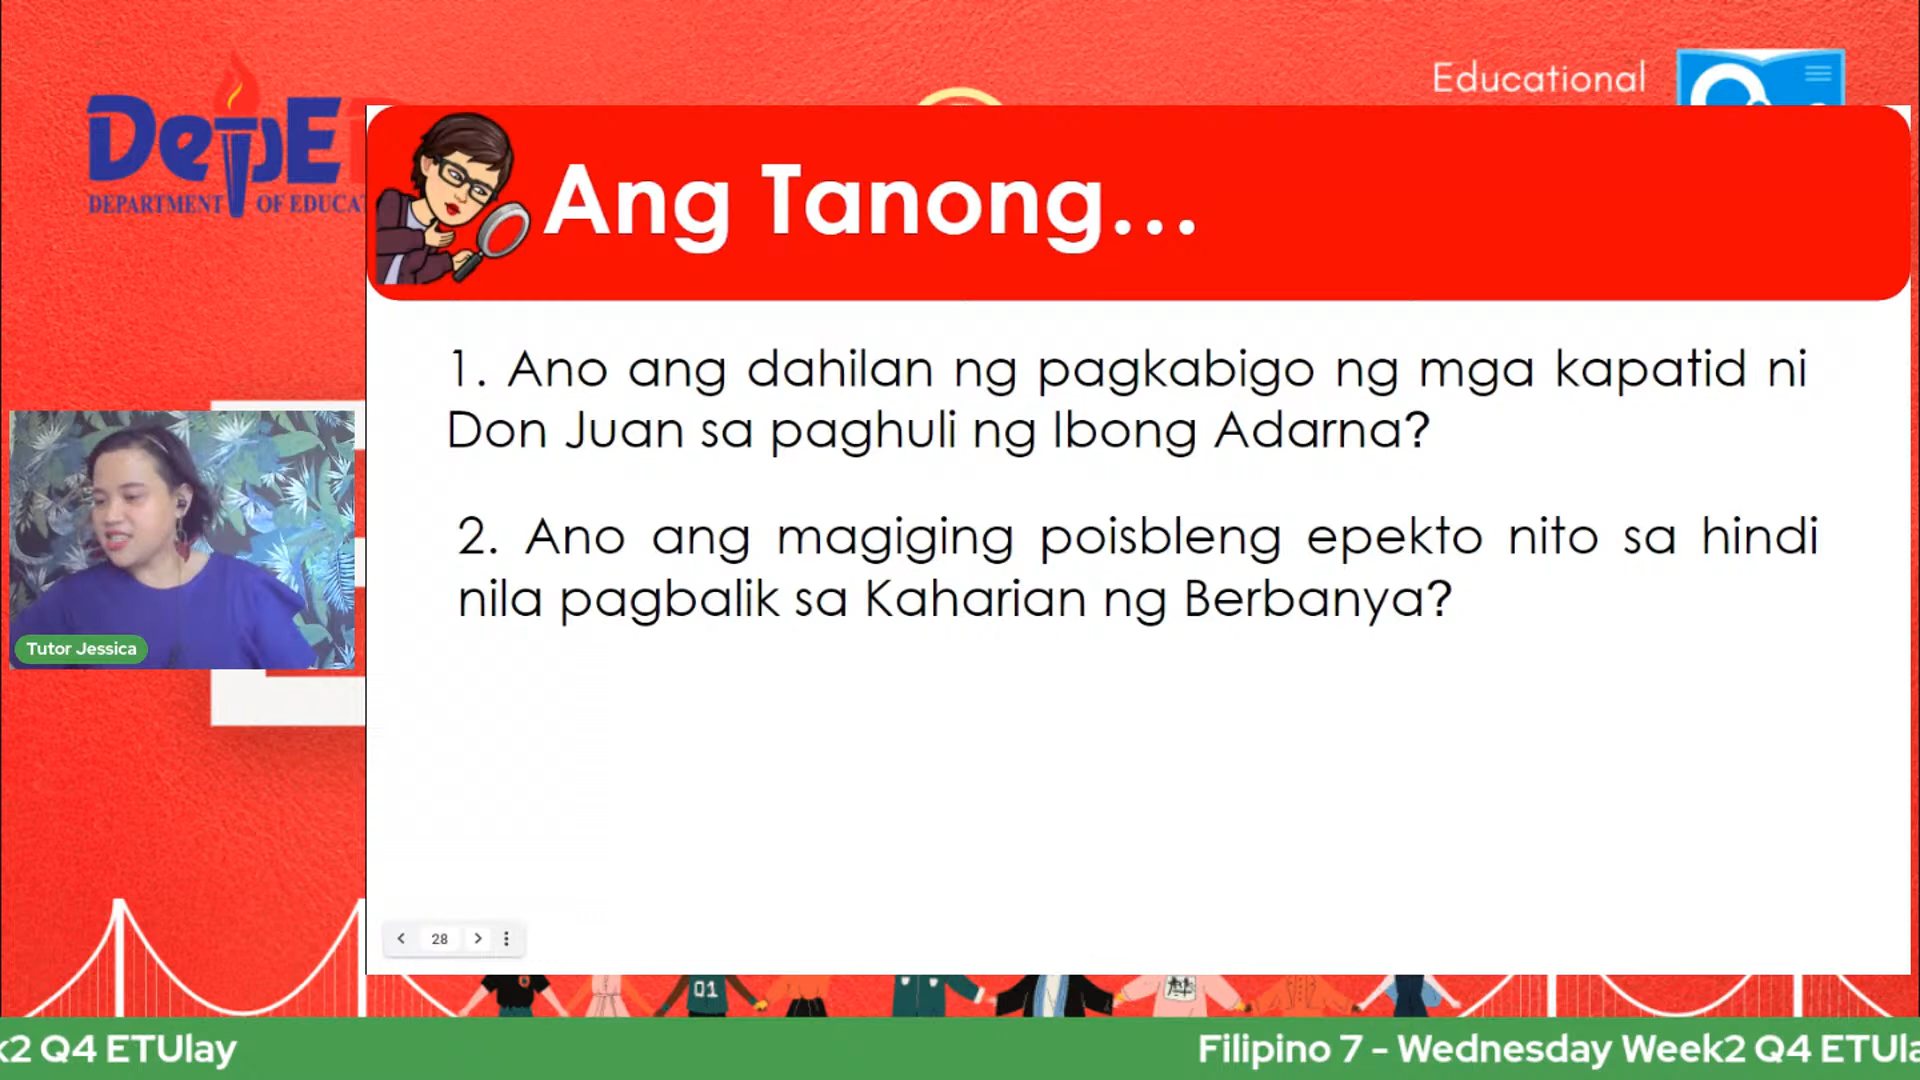 DepE
DEPARTMENT OF EDUCAT
Educational
Ang Tanong...
1. Ano ang dahilan ng pagkabigo ng mga kapatid ni
Don Juan sa paghuli ng Ibong Adarna?
2. Ano ang magiging poisbleng epekto nito sa hindi
nila pagbalik sa Kaharian ng Berbanya?
Tutor Jessica
28
01
k2 Q4 ETUlay
Filipino 7 - Wednesday Week2 Q4 ETUla